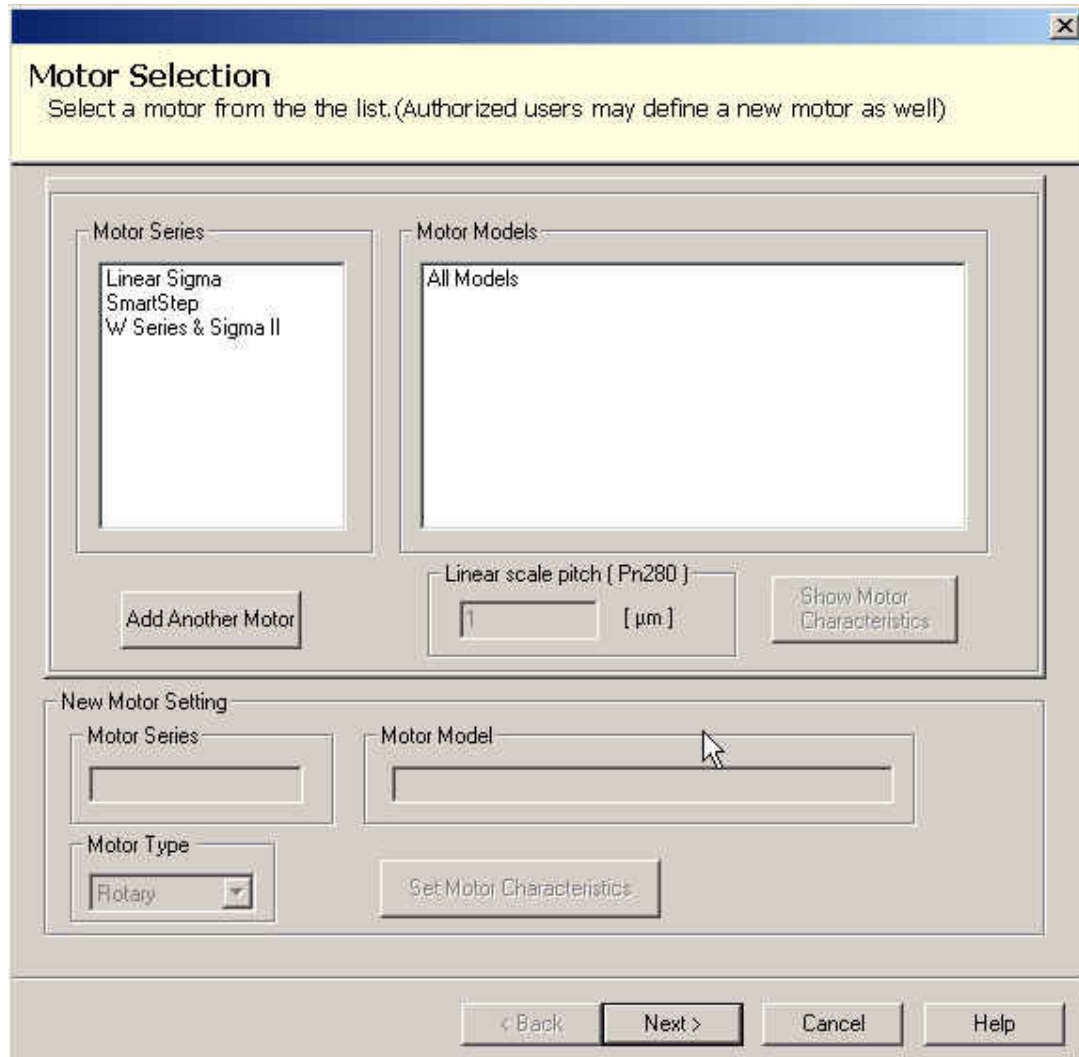 Motor Selection
Select a motor from the the list.(Authorized users may define a new motor as well)
Motor Series
Linear Sigma
SmartStep
W Series & Sigma II
Motor Models
All Models
Add Another Motor
Linear scale pitch ( Pn280 )
1
[ µm ]
Show Motor
Characteristics
New Motor Setting
Motor Series
Motor Model
Motor Type
Rotary
Set Motor Characteristics
< Back
Next >
Cancel
Help